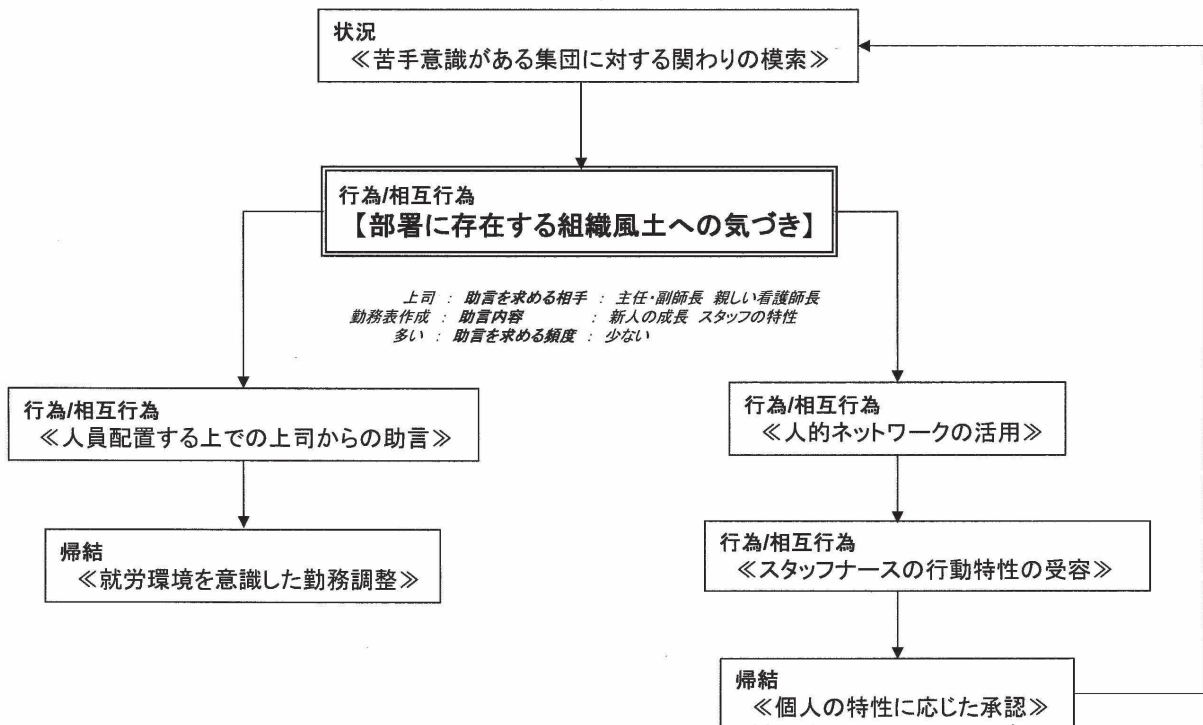 状況
≪苦手意識がある集団に対する関わりの模索≫
行為/相互行為
【部署に存在する組織風土への気づき】
上司 : 助言を求める相手 : 主任・副師長 親しい看護師長
勤務表作成 : 助言内容 : 新人の成長 スタッフの特性
多い : 助言を求める頻度 : 少ない
行為/相互行為
≪人員配置する上での上司からの助言≫
帰結
≪就労環境を意識した勤務調整≫
行為/相互行為
≪人的ネットワークの活用≫
行為/相互行為
≪スタッフナースの行動特性の受容≫
帰結
≪個人の特性に応じた承認≫